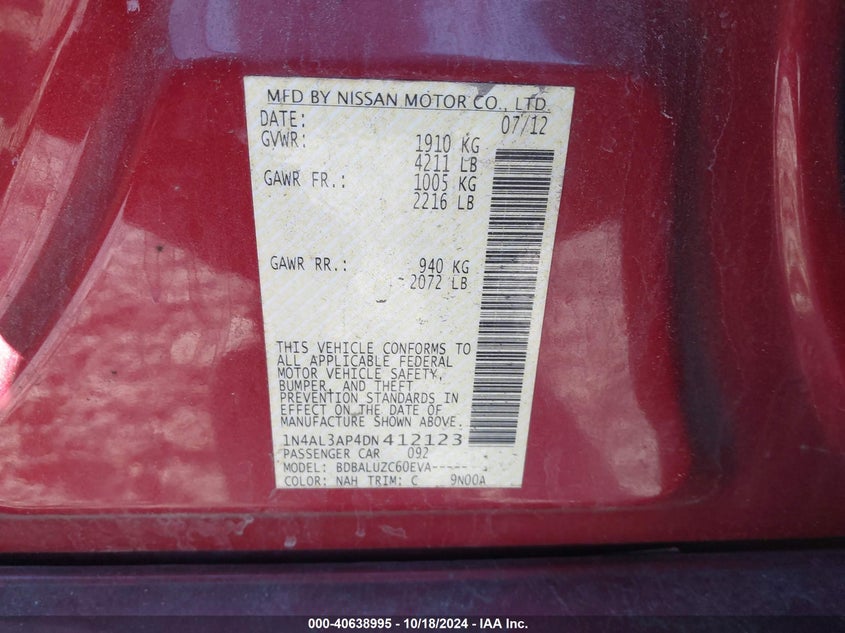 MFD BY NISSAN MOTOR CO., LTD.
DATE: 07/12
GVWR: 1910 KG
4211 LB
GAWR FR.: 1005 KG
2216 LB
GAWR RR.: 940 KG
2072 LB
THIS VEHICLE CONFORMS TO
ALL APPLICABLE FEDERAL
MOTOR VEHICLE SAFETY,
BUMPER, AND THEFT
PREVENTION STANDARDS IN
EFFECT ON THE DATE OF
MANUFACTURE SHOWN ABOVE.
1N4AL3AP4DN412123
PASSENGER CAR 092
MODEL: BDBALUZC60EVA-------1
COLOR: NAH TRIM: C 9N00A
000-40638995 - 10/18/2024 - IAA Inc.